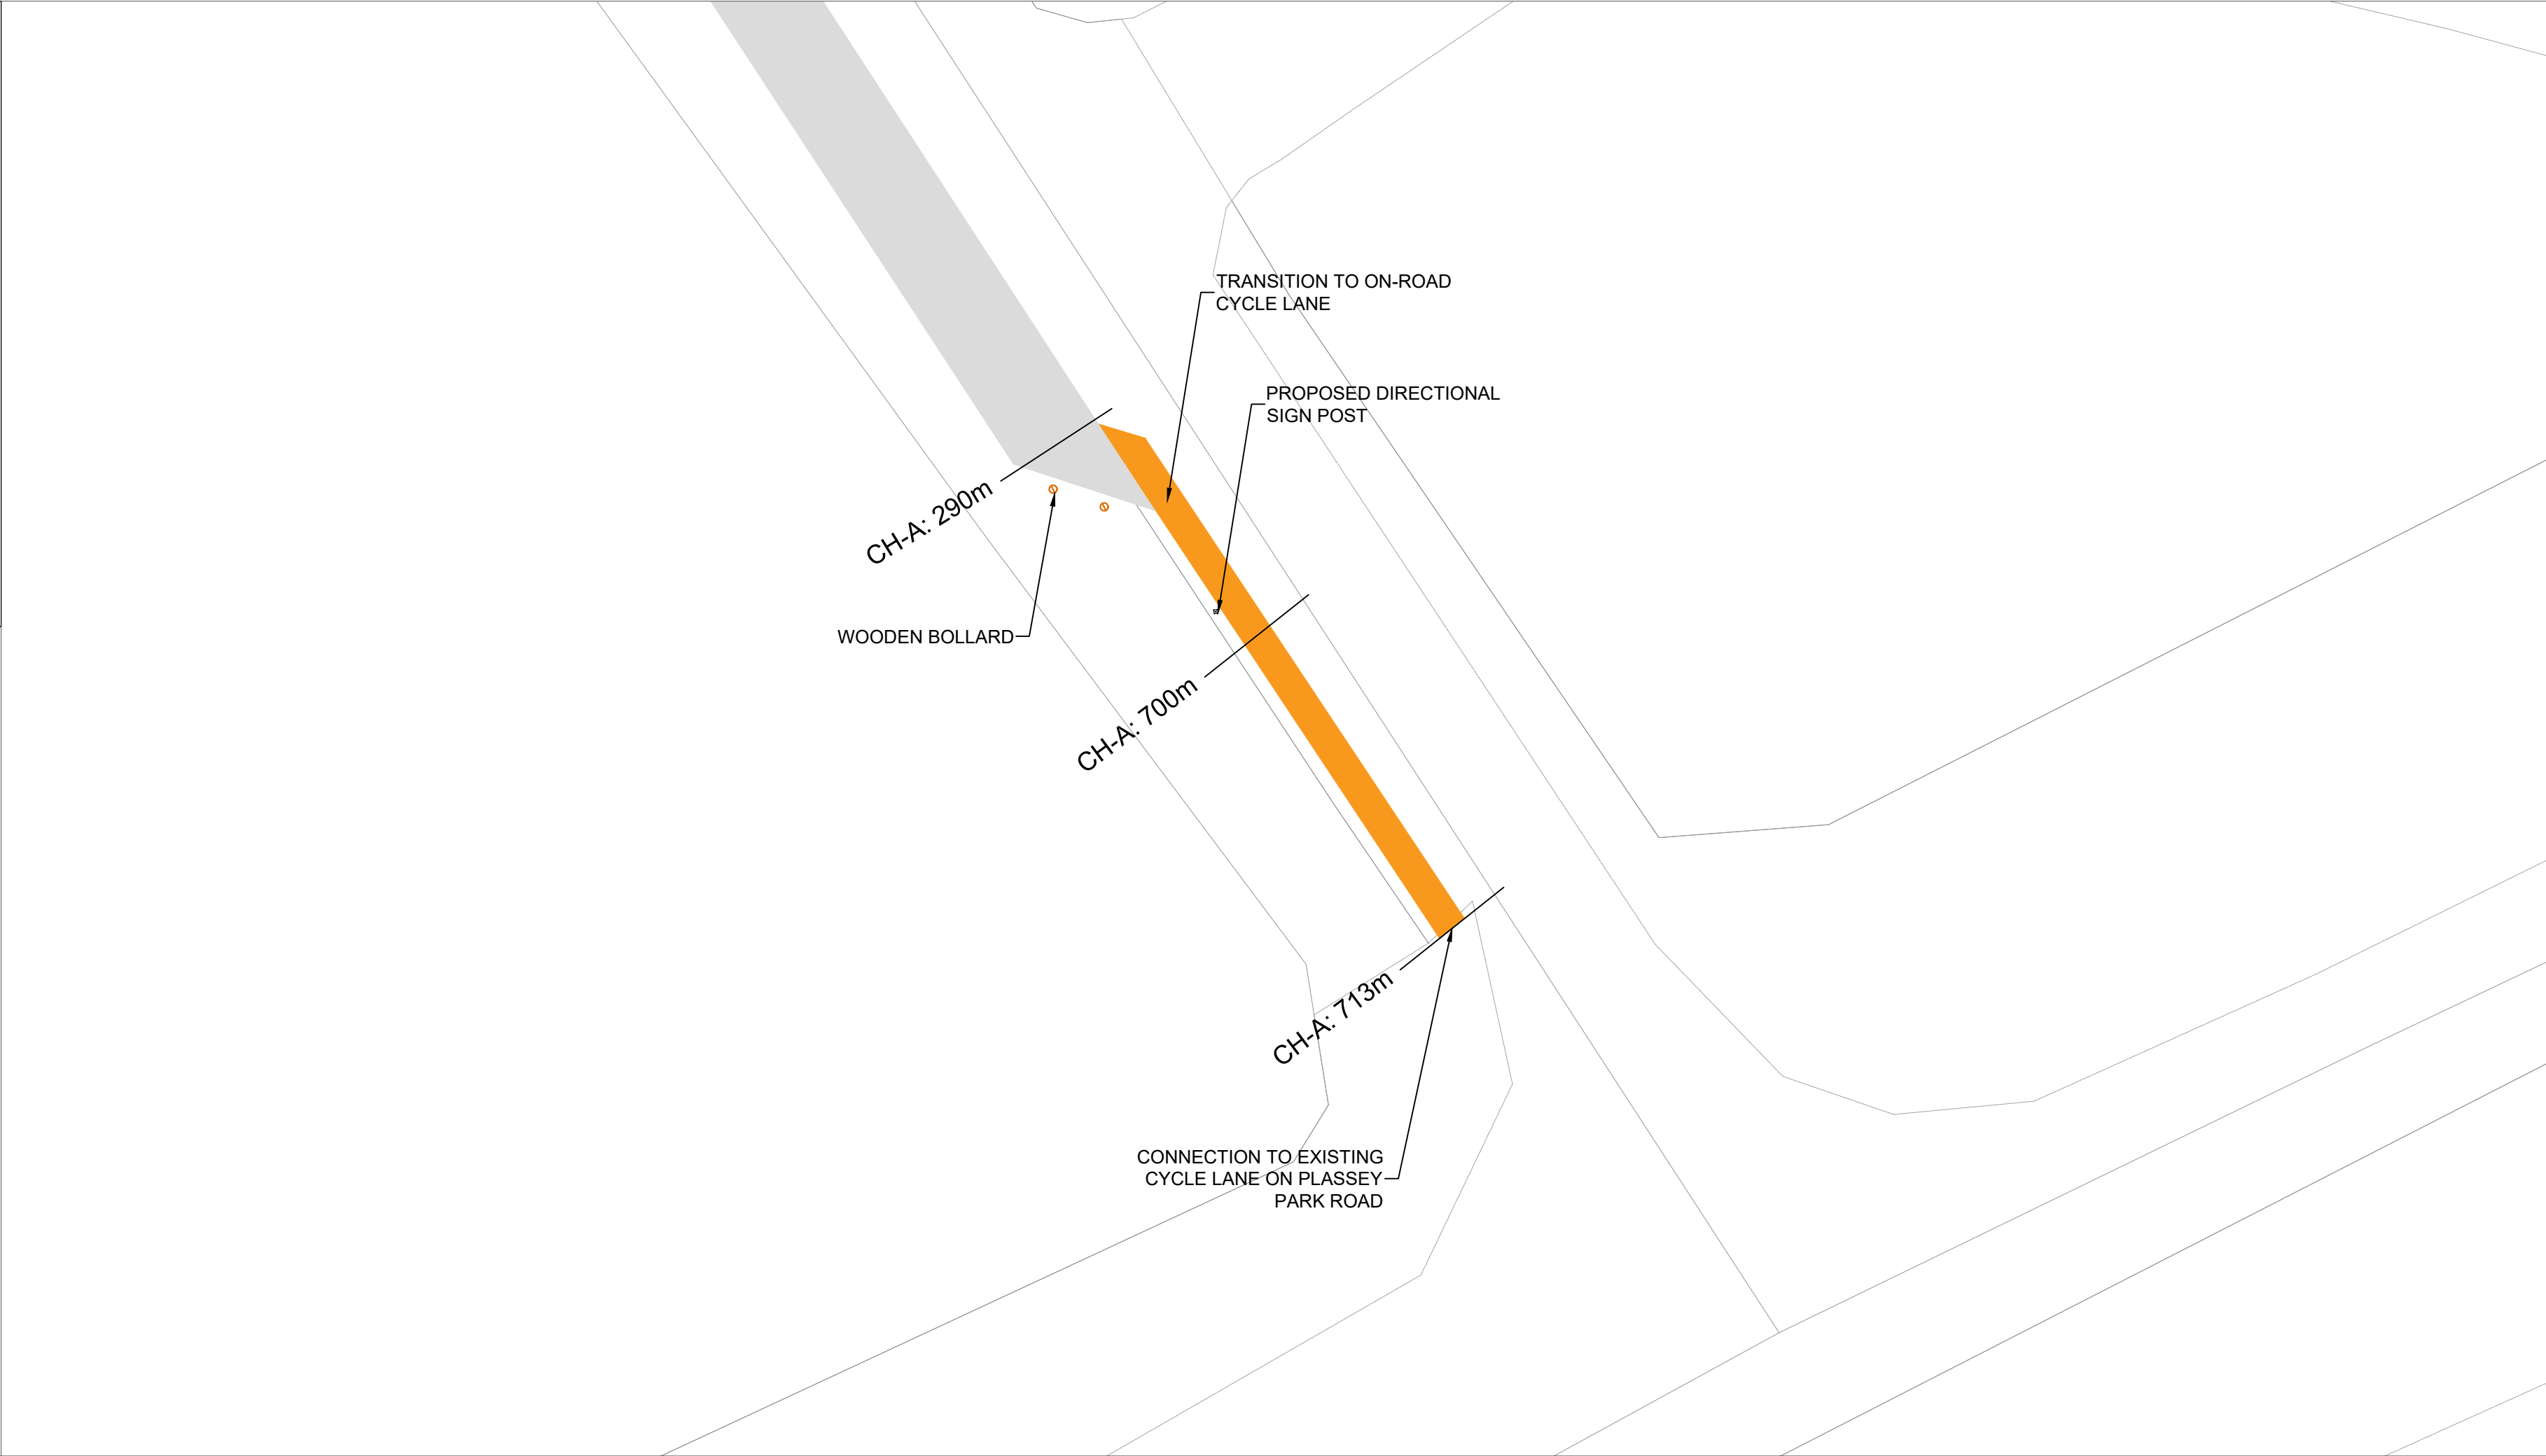 TRANSITION TO ON-ROAD
CYCLE LANE
PROPOSED DIRECTIONAL
SIGN POST
CH-A: 290m
WOODEN BOLLARD
CH-A: 700m
CH-A: 713m
CONNECTION TO EXISTING
CYCLE LANE ON PLASSEY
PARK ROAD